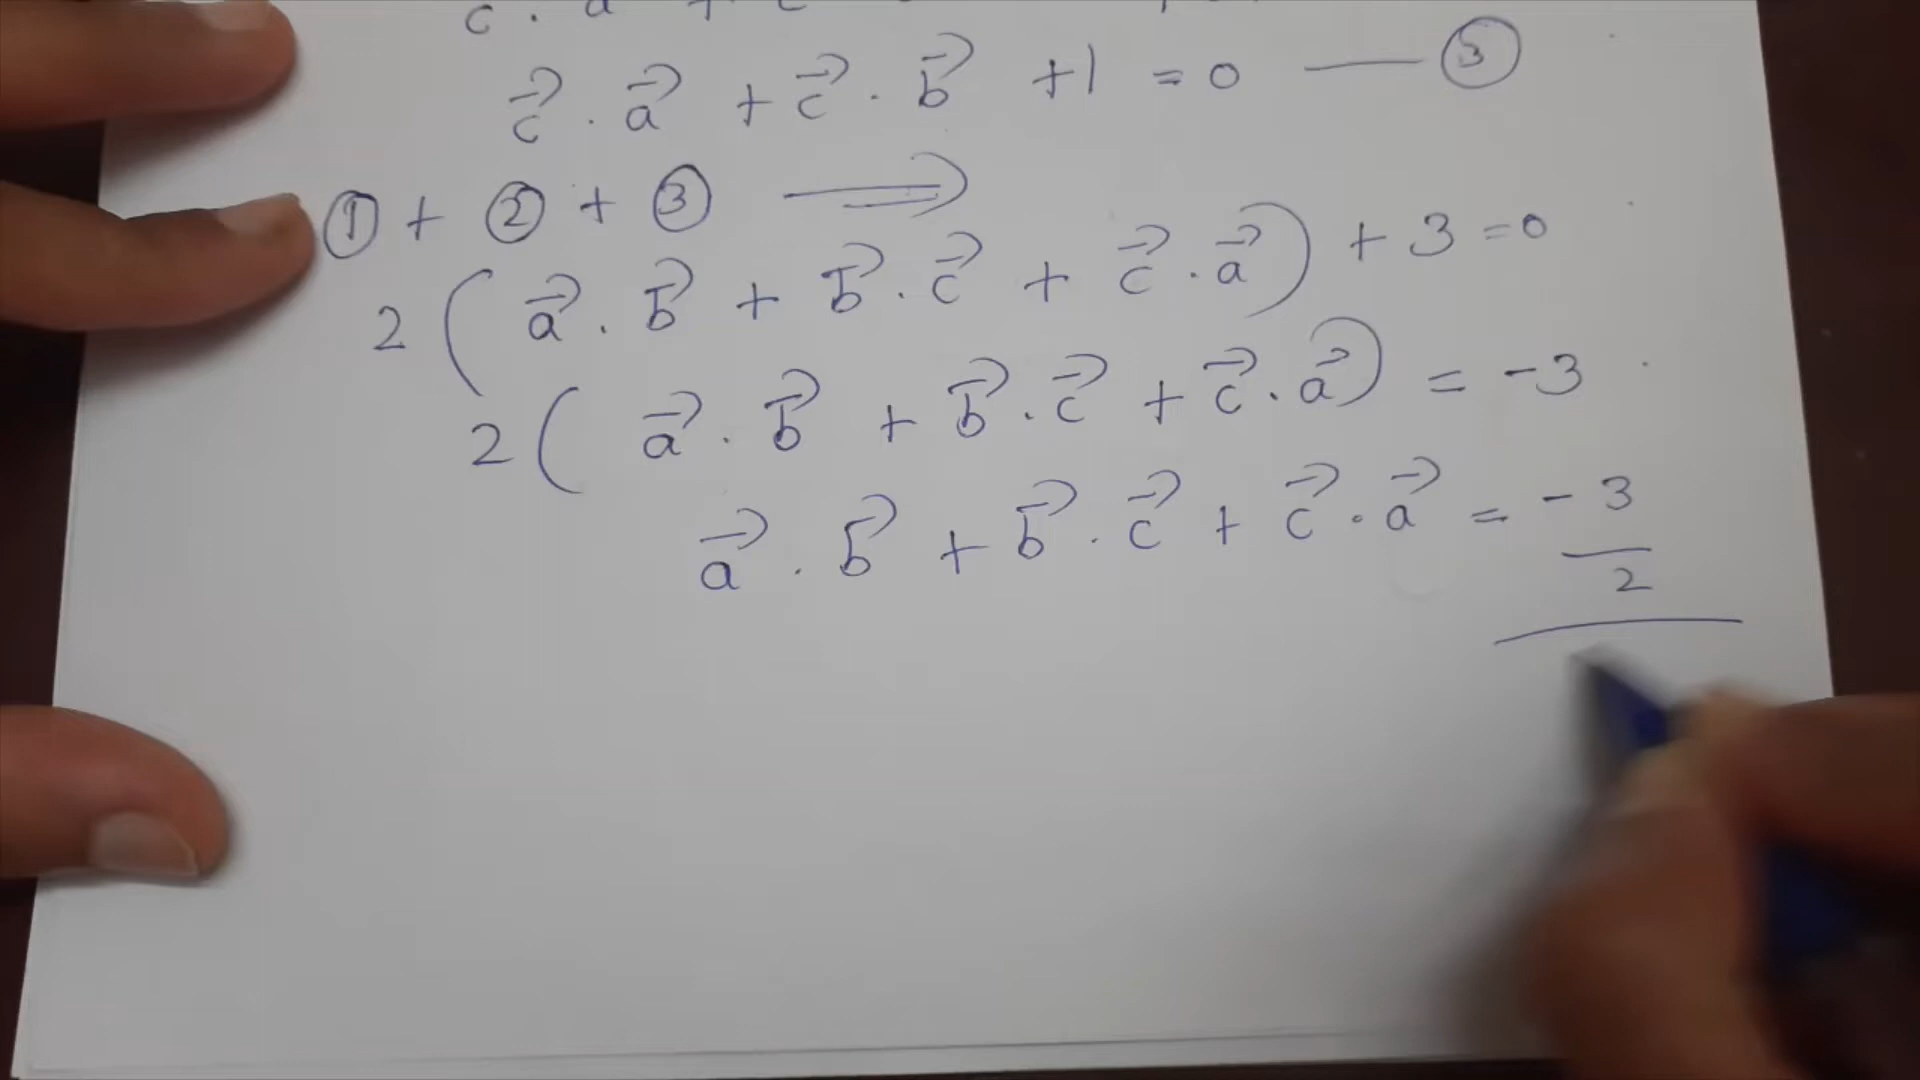 c⃗ . a⃗ + c⃗ . b⃗ + 1 = 0 — ③
① + ② + ③ ⟹
2 ( a⃗ . b⃗ + b⃗ . c⃗ + c⃗ . a⃗ ) + 3 = 0
2 ( a⃗ . b⃗ + b⃗ . c⃗ + c⃗ . a⃗ ) = -3
a⃗ . b⃗ + b⃗ . c⃗ + c⃗ . a⃗ = -3/2